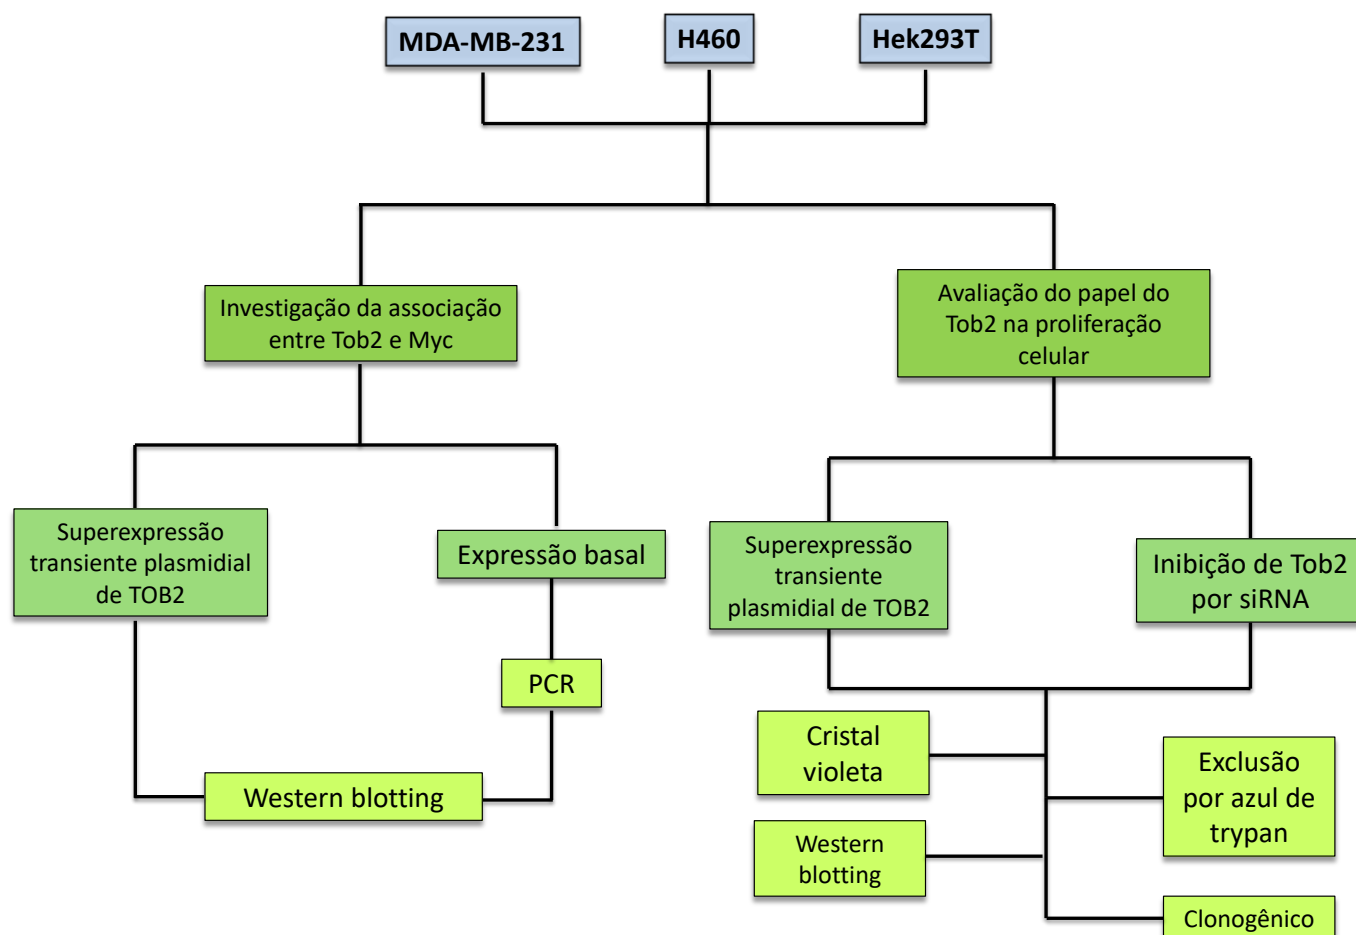 MDA-MB-231
H460
Hek293T
Investigação da associação
entre Tob2 e Myc
Avaliação do papel do
Tob2 na proliferação
celular
Superexpressão
transiente plasmidial
de TOB2
Expressão basal
Superexpressão
transiente
plasmidial de TOB2
Inibição de Tob2
por siRNA
PCR
Western blotting
Cristal
violeta
Exclusão
por azul de
trypan
Western
blotting
Clonogênico